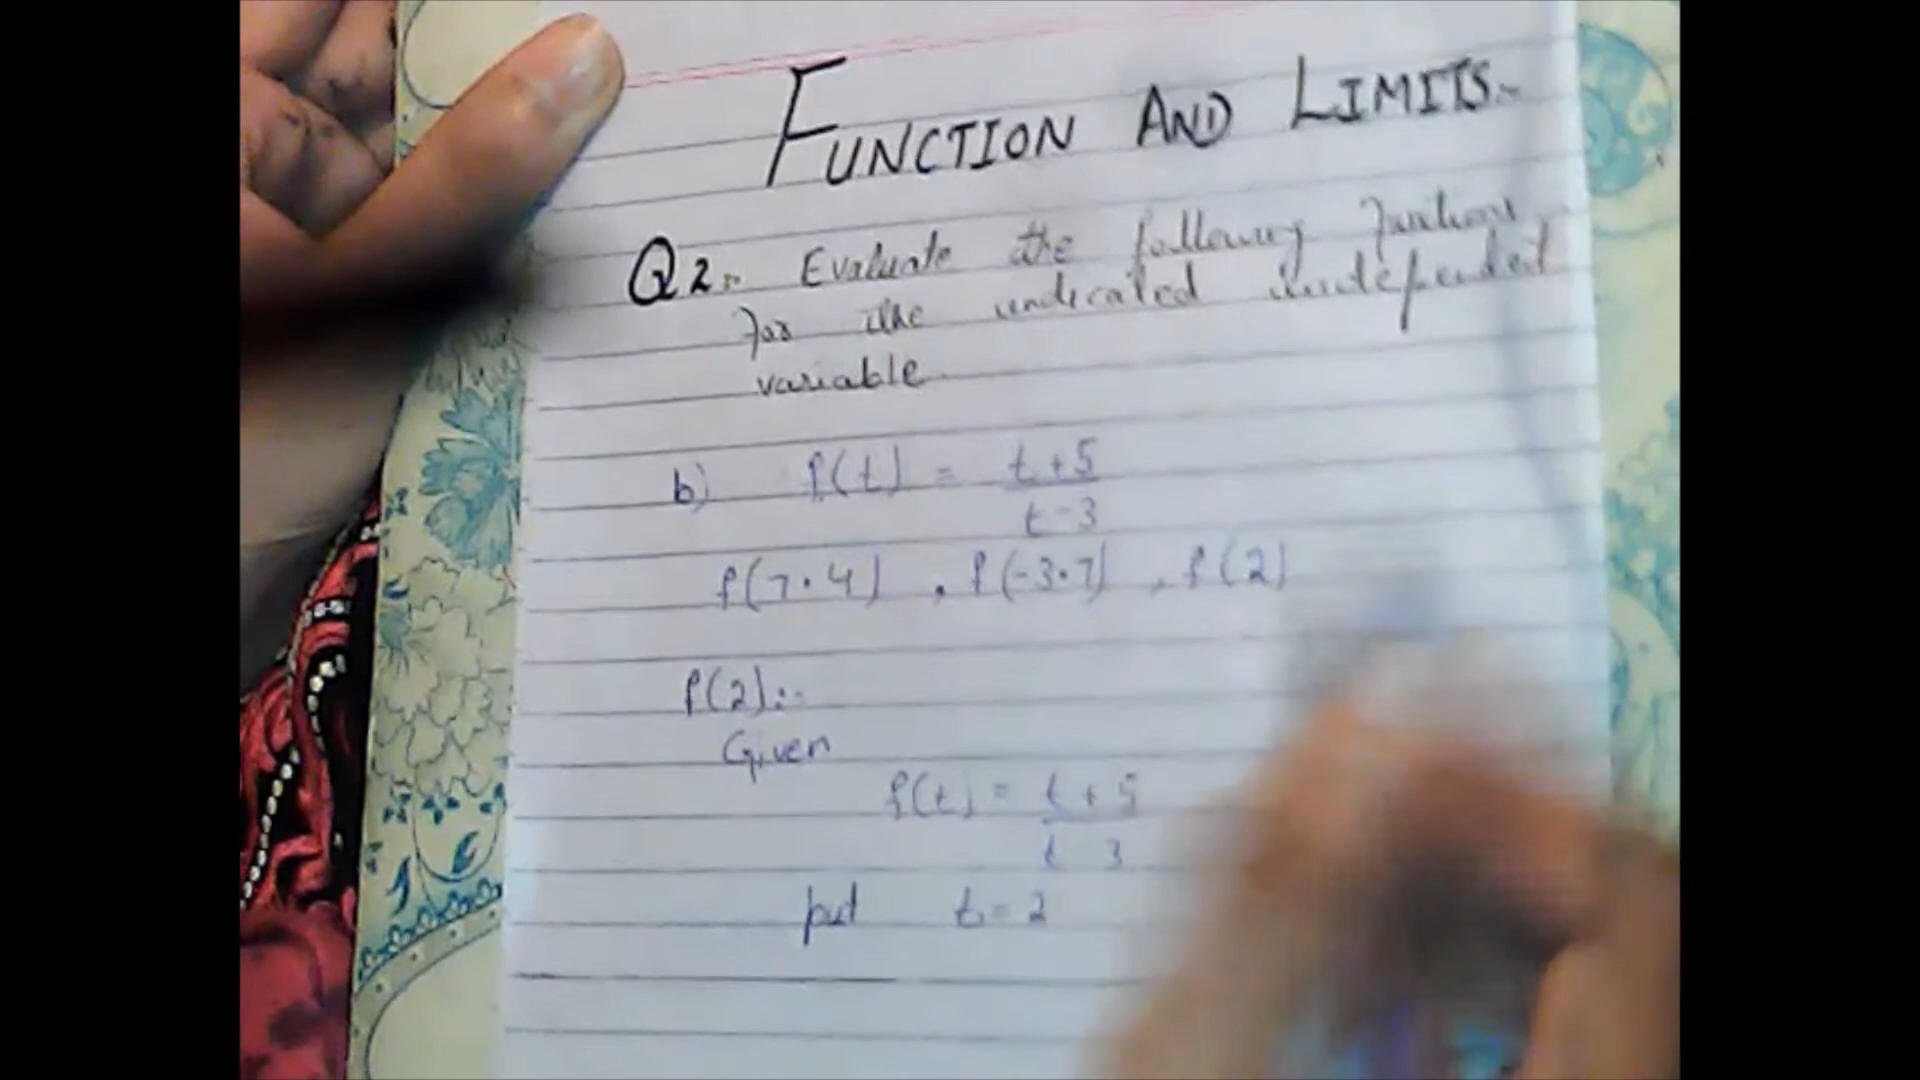 FUNCTION AND LIMITS:-
Q2:- Evaluate the following functions
for the indicated independent
variable.
b) f(t) = t+5
t-3
f(7.4) , f(-3.7) , f(2)
f(2):-
Given
f(t) = t+5
t-3
put t=2